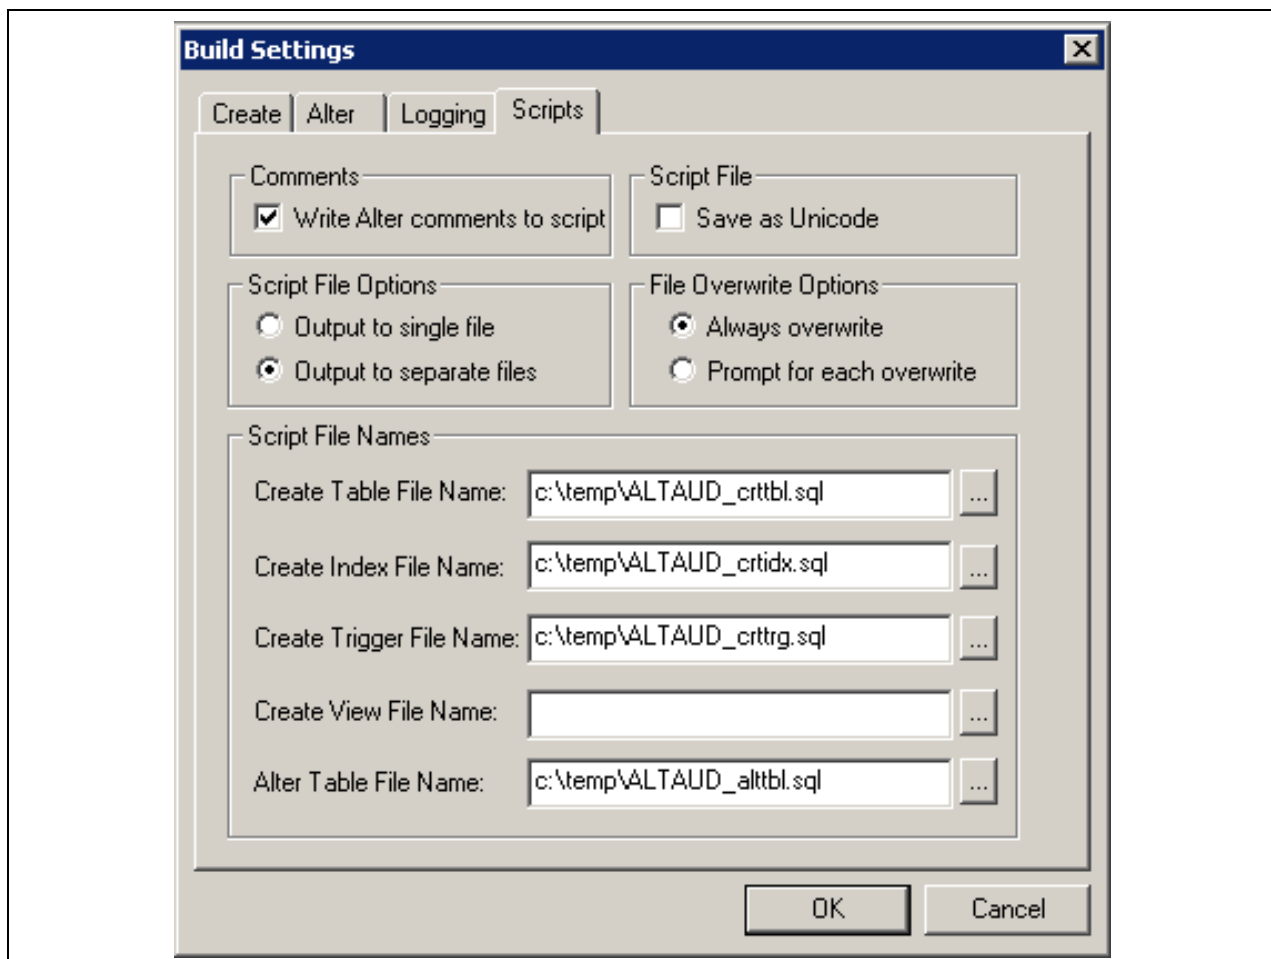 Build Settings
Create Alter Logging Scripts
Comments
Write Alter comments to script
Script File
Save as Unicode
Script File Options
Output to single file
Output to separate files
File Overwrite Options
Always overwrite
Prompt for each overwrite
Script File Names
Create Table File Name: c:\temp\ALTAUD_crttbl.sql ...
Create Index File Name: c:\temp\ALTAUD_crtidx.sql ...
Create Trigger File Name: c:\temp\ALTAUD_crttrg.sql ...
Create View File Name: ...
Alter Table File Name: c:\temp\ALTAUD_alttbl.sql ...
OK Cancel